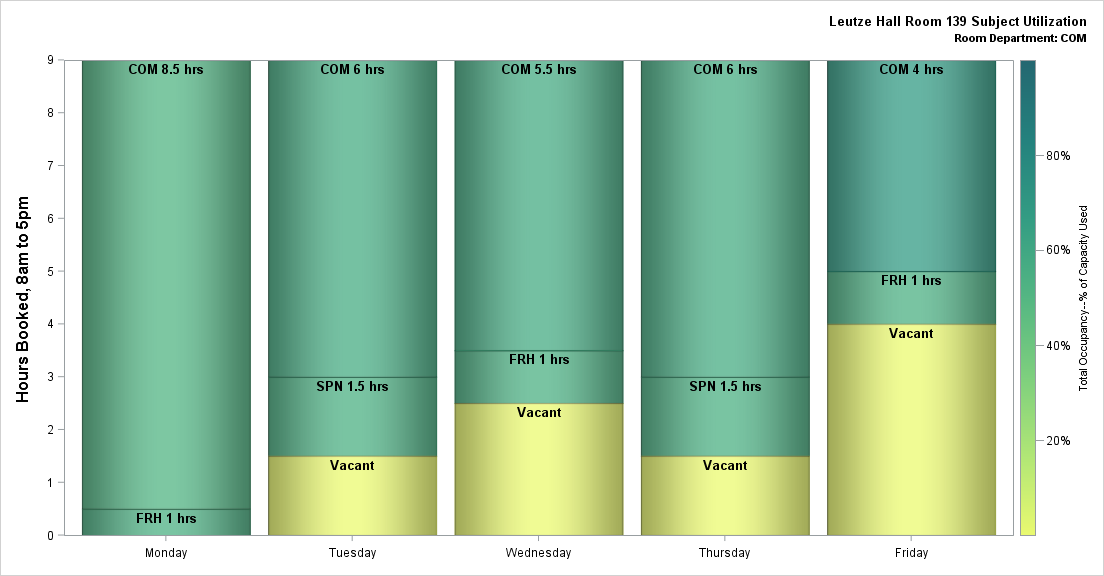 Leutze Hall Room 139 Subject Utilization
Room Department: COM
Hours Booked, 8am to 5pm
9
8
7
6
5
4
3
2
1
0
COM 8.5 hrs
FRH 1 hrs
COM 6 hrs
SPN 1.5 hrs
Vacant
COM 5.5 hrs
FRH 1 hrs
Vacant
COM 6 hrs
SPN 1.5 hrs
Vacant
COM 4 hrs
FRH 1 hrs
Vacant
Monday
Tuesday
Wednesday
Thursday
Friday
80%
60%
40%
20%
Total Occupancy--% of Capacity Used